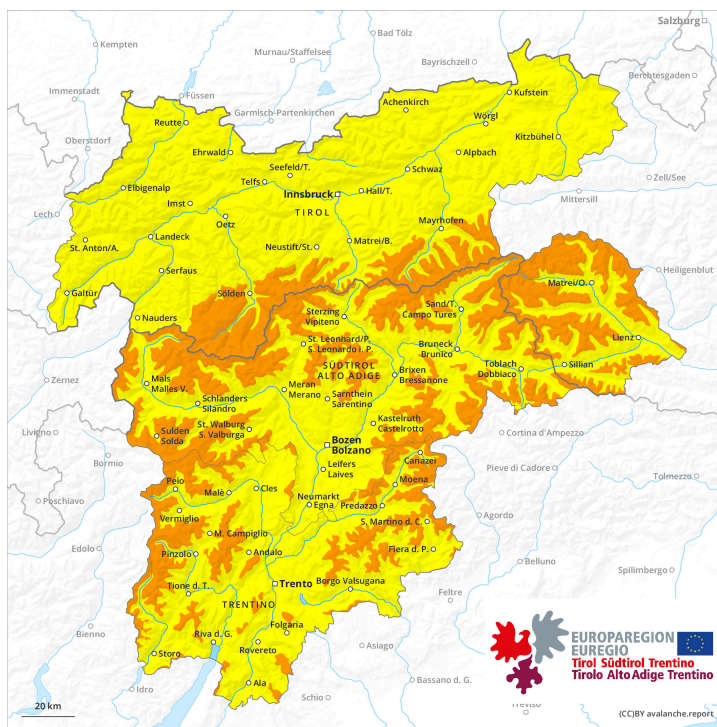 Salzburg
Kempten
Bad Tölz
Murnau/Staffelsee
Bayrischzell
Berchtesgaden
Immenstadt
Füssen
Garmisch-Partenkirchen
Achenkirch
Kufstein
Wörgl
Reutte
Oberstdorf
Ehrwald
Kitzbühel
Alpbach
Seefeld/T.
Schwaz
Zell/See
Telfs
Elbigenalp
Innsbruck
Hall/T.
Mittersill
Imst
TIROL
Lech
Oetz
Mayrhofen
St. Anton/A.
Landeck
Neustift/St.
Matrei/B.
Serfaus
Heiligenblut
Matrei/O.
Galtür
Sölden
Nauders
Sterzing
Vipiteno
Sand/T.
Campo Tures
Lienz
St. Leonhard/P.
S. Leonardo i. P.
Bruneck
Brunico
Sillian
SÜDTIROL
ALTO ADIGE
Toblach
Dobbiaco
Zernez
Mals
Malles V.
Meran
Merano
Brixen
Bressanone
Schlanders
Silandro
Sarnthein
Sarentino
Livigno
St. Walburg
S. Valburga
Kastelruth
Castelrotto
Cortina d'Ampezzo
Sulden
Solda
Bozen
Bolzano
Bormio
Canazei
Pieve di Cadore
Leifers
Laives
Tolmezzo
Poschiavo
Peio
Malè
Cles
Moena
Neumarkt
Egna
Predazzo
Vermiglio
Agordo
S. Martino d. C.
M. Campiglio
Edolo
Pinzolo
Andalo
Fiera d. P.
Belluno
Spilimbergo
Tione d. T.
Trento
Borgo Valsugana
Feltre
TRENTINO
Bienno
Folgaria
Riva d. G.
Rovereto
Asiago
Storo
Bassano d. G.
Idro
Ala
Schio
Treviso
EUROPAREGION
EUREGIO
Tirol Südtirol Trentino
Tirolo Alto Adige Trentino
20 km
(CC)BY avalanche.report